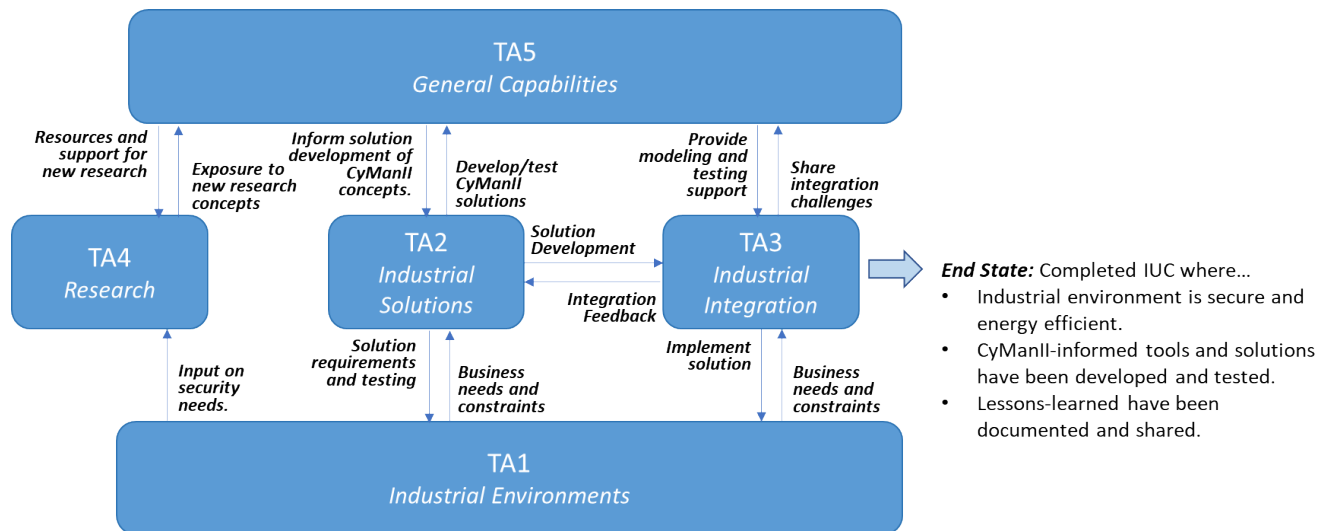 TA5
General Capabilities
Resources and
support for
new research
Exposure to
new research
concepts
Inform solution
development of
CyManII
concepts.
Develop/test
CyManII
solutions
Provide
modeling and
testing
support
Share
integration
challenges
TA4
Research
TA2
Industrial
Solutions
Solution
Development
Integration
Feedback
TA3
Industrial
Integration
End State: Completed IUC where…
• Industrial environment is secure and
energy efficient.
• CyManII-informed tools and solutions
have been developed and tested.
• Lessons-learned have been
documented and shared.
Input on
security
needs.
Solution
requirements
and testing
Business
needs and
constraints
Implement
solution
Business
needs and
constraints
TA1
Industrial Environments